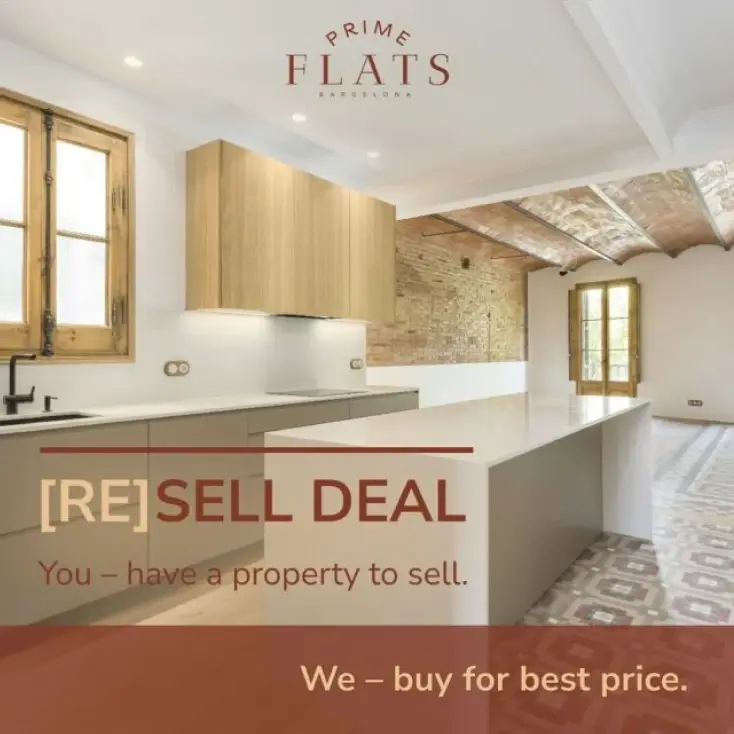 PRIME
FLATS
BARCELONA
[RE]SELL DEAL
You – have a property to sell.
We – buy for best price.